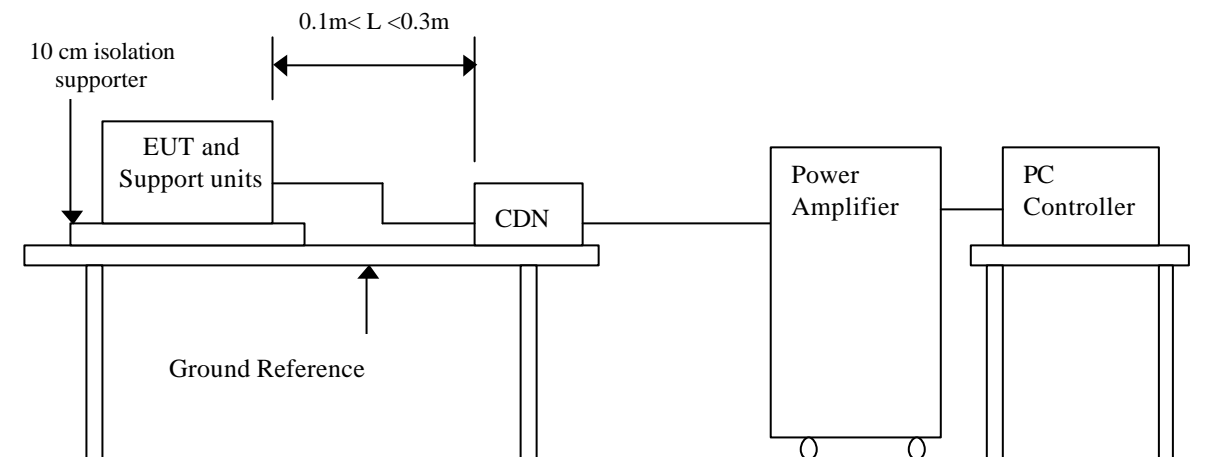 0.1m< L <0.3m
10 cm isolation
supporter
EUT and
Support units
CDN
Power
Amplifier
PC
Controller
Ground Reference